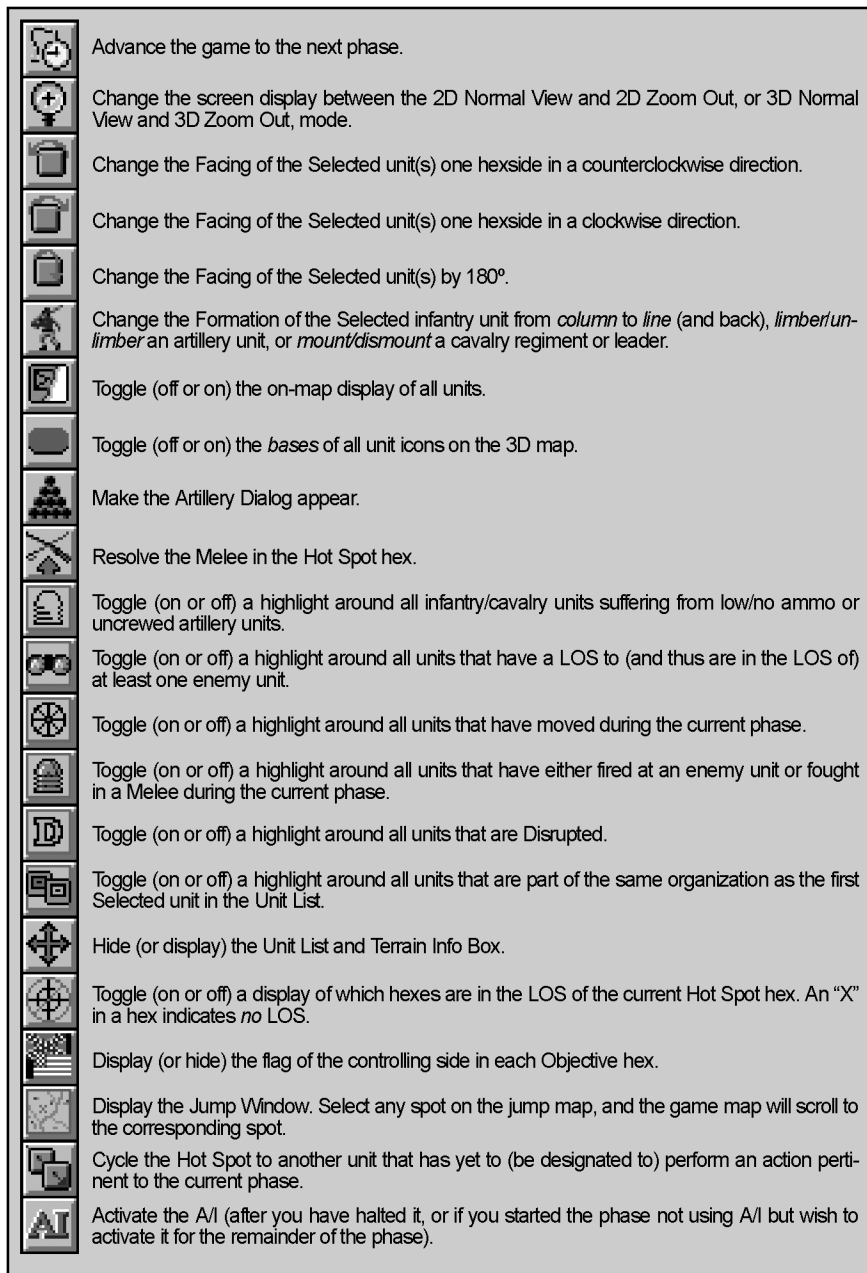 Advance the game to the next phase.
Change the screen display between the 2D Normal View and 2D Zoom Out, or 3D Normal
View and 3D Zoom Out, mode.
Change the Facing of the Selected unit(s) one hexside in a counterclockwise direction.
Change the Facing of the Selected unit(s) one hexside in a clockwise direction.
Change the Facing of the Selected unit(s) by 180º.
Change the Formation of the Selected infantry unit from column to line (and back), limber/un-
limber an artillery unit, or mount/dismount a cavalry regiment or leader.
Toggle (off or on) the on-map display of all units.
Toggle (off or on) the bases of all unit icons on the 3D map.
Make the Artillery Dialog appear.
Resolve the Melee in the Hot Spot hex.
Toggle (on or off) a highlight around all infantry/cavalry units suffering from low/no ammo or
uncrewed artillery units.
Toggle (on or off) a highlight around all units that have a LOS to (and thus are in the LOS of)
at least one enemy unit.
Toggle (on or off) a highlight around all units that have moved during the current phase.
Toggle (on or off) a highlight around all units that have either fired at an enemy unit or fought
in a Melee during the current phase.
D Toggle (on or off) a highlight around all units that are Disrupted.
Toggle (on or off) a highlight around all units that are part of the same organization as the first
Selected unit in the Unit List.
Hide (or display) the Unit List and Terrain Info Box.
Toggle (on or off) a display of which hexes are in the LOS of the current Hot Spot hex. An “X”
in a hex indicates no LOS.
Display (or hide) the flag of the controlling side in each Objective hex.
Display the Jump Window. Select any spot on the jump map, and the game map will scroll to
the corresponding spot.
Cycle the Hot Spot to another unit that has yet to (be designated to) perform an action perti-
nent to the current phase.
AI Activate the A/I (after you have halted it, or if you started the phase not using A/I but wish to
activate it for the remainder of the phase).